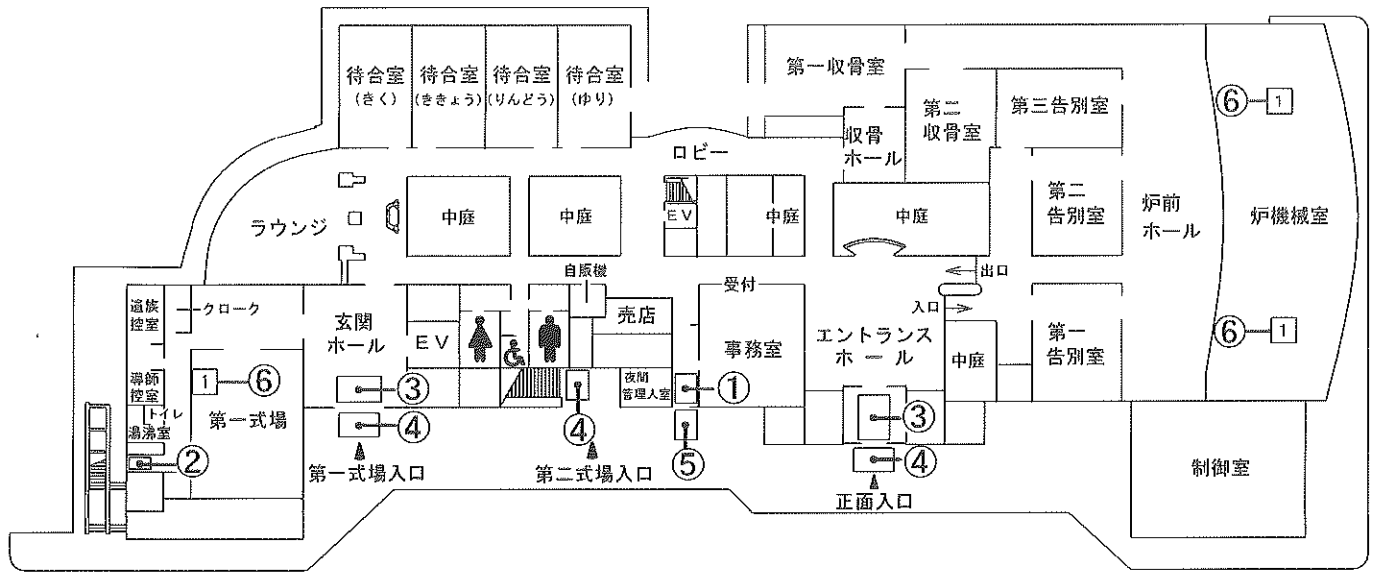 待合室
(きく)
待合室
(ききょう)
待合室
(りんどう)
待合室
(ゆり)
第一収骨室
収骨
ホール
第二
収骨室
第三告別室
⑥
1
ロビー
ラウンジ
中庭
中庭
EV
中庭
中庭
第二
告別室
炉前
ホール
炉機械室
自販機
受付
出口
入口
遺族
控室
クローク
玄関
ホール
EV
売店
事務室
エントランス
ホール
中庭
第一
告別室
⑥
1
導師
控室
1
⑥
③
夜間
管理人室
①
③
トイレ
湯沸室
第一式場
④
④
⑤
②
第一式場入口
第二式場入口
④
正面入口
制御室